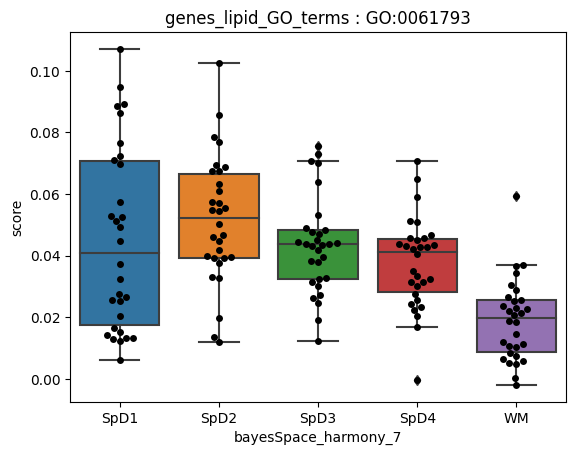 genes_lipid_GO_terms : GO:0061793
score
0.10
0.08
0.06
0.04
0.02
0.00
SpD1 SpD2 SpD3 SpD4 WM
bayesSpace_harmony_7